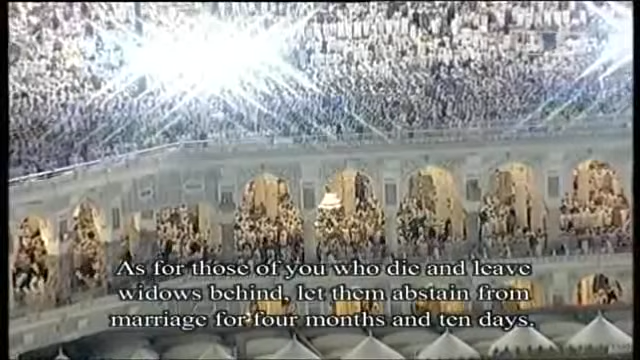 As for those of you who die and leave
widows behind, let them abstain from
marriage for four months and ten days.